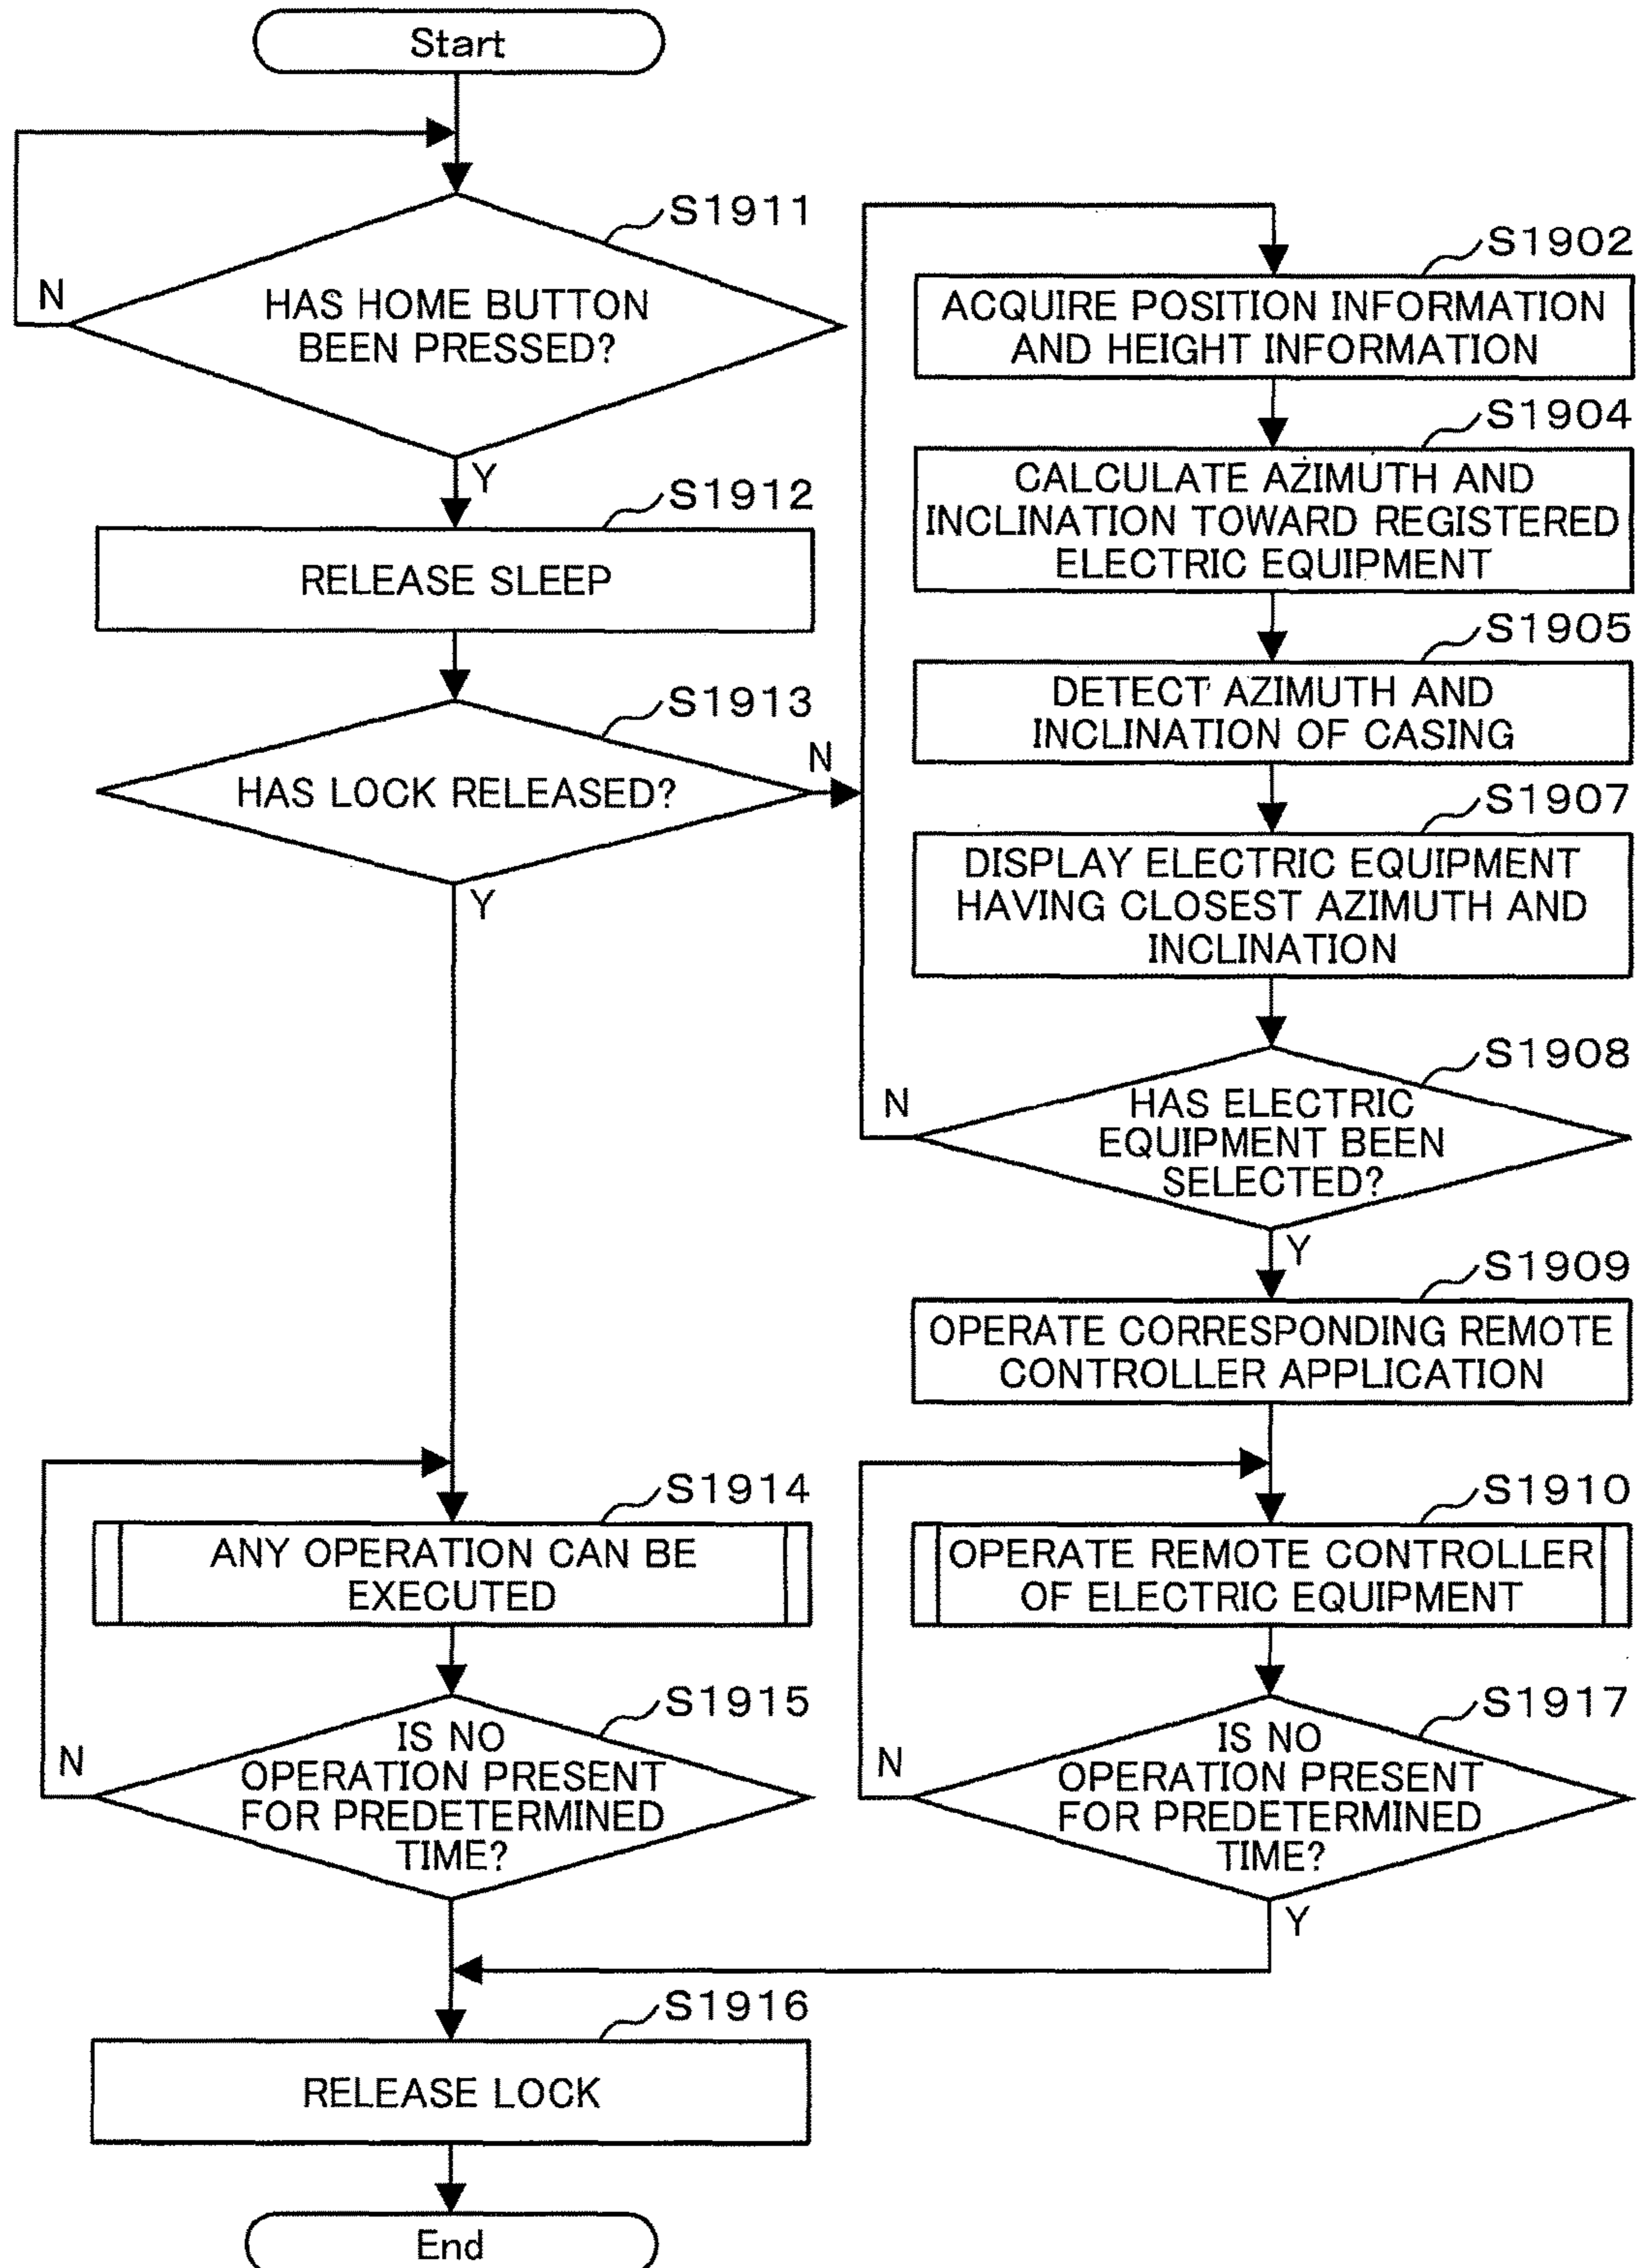 Start
S1911
HAS HOME BUTTON
BEEN PRESSED?
N
Y
S1912
RELEASE SLEEP
S1913
HAS LOCK RELEASED?
N
Y
S1902
ACQUIRE POSITION INFORMATION
AND HEIGHT INFORMATION
S1904
CALCULATE AZIMUTH AND
INCLINATION TOWARD REGISTERED
ELECTRIC EQUIPMENT
S1905
DETECT AZIMUTH AND
INCLINATION OF CASING
S1907
DISPLAY ELECTRIC EQUIPMENT
HAVING CLOSEST AZIMUTH AND
INCLINATION
S1908
N
HAS ELECTRIC
EQUIPMENT BEEN
SELECTED?
Y
S1909
OPERATE CORRESPONDING REMOTE
CONTROLLER APPLICATION
S1914
ANY OPERATION CAN BE
EXECUTED
S1915
N
IS NO
OPERATION PRESENT
FOR PREDETERMINED
TIME?
S1910
OPERATE REMOTE CONTROLLER
OF ELECTRIC EQUIPMENT
S1917
N
IS NO
OPERATION PRESENT
FOR PREDETERMINED
TIME?
Y
S1916
RELEASE LOCK
End